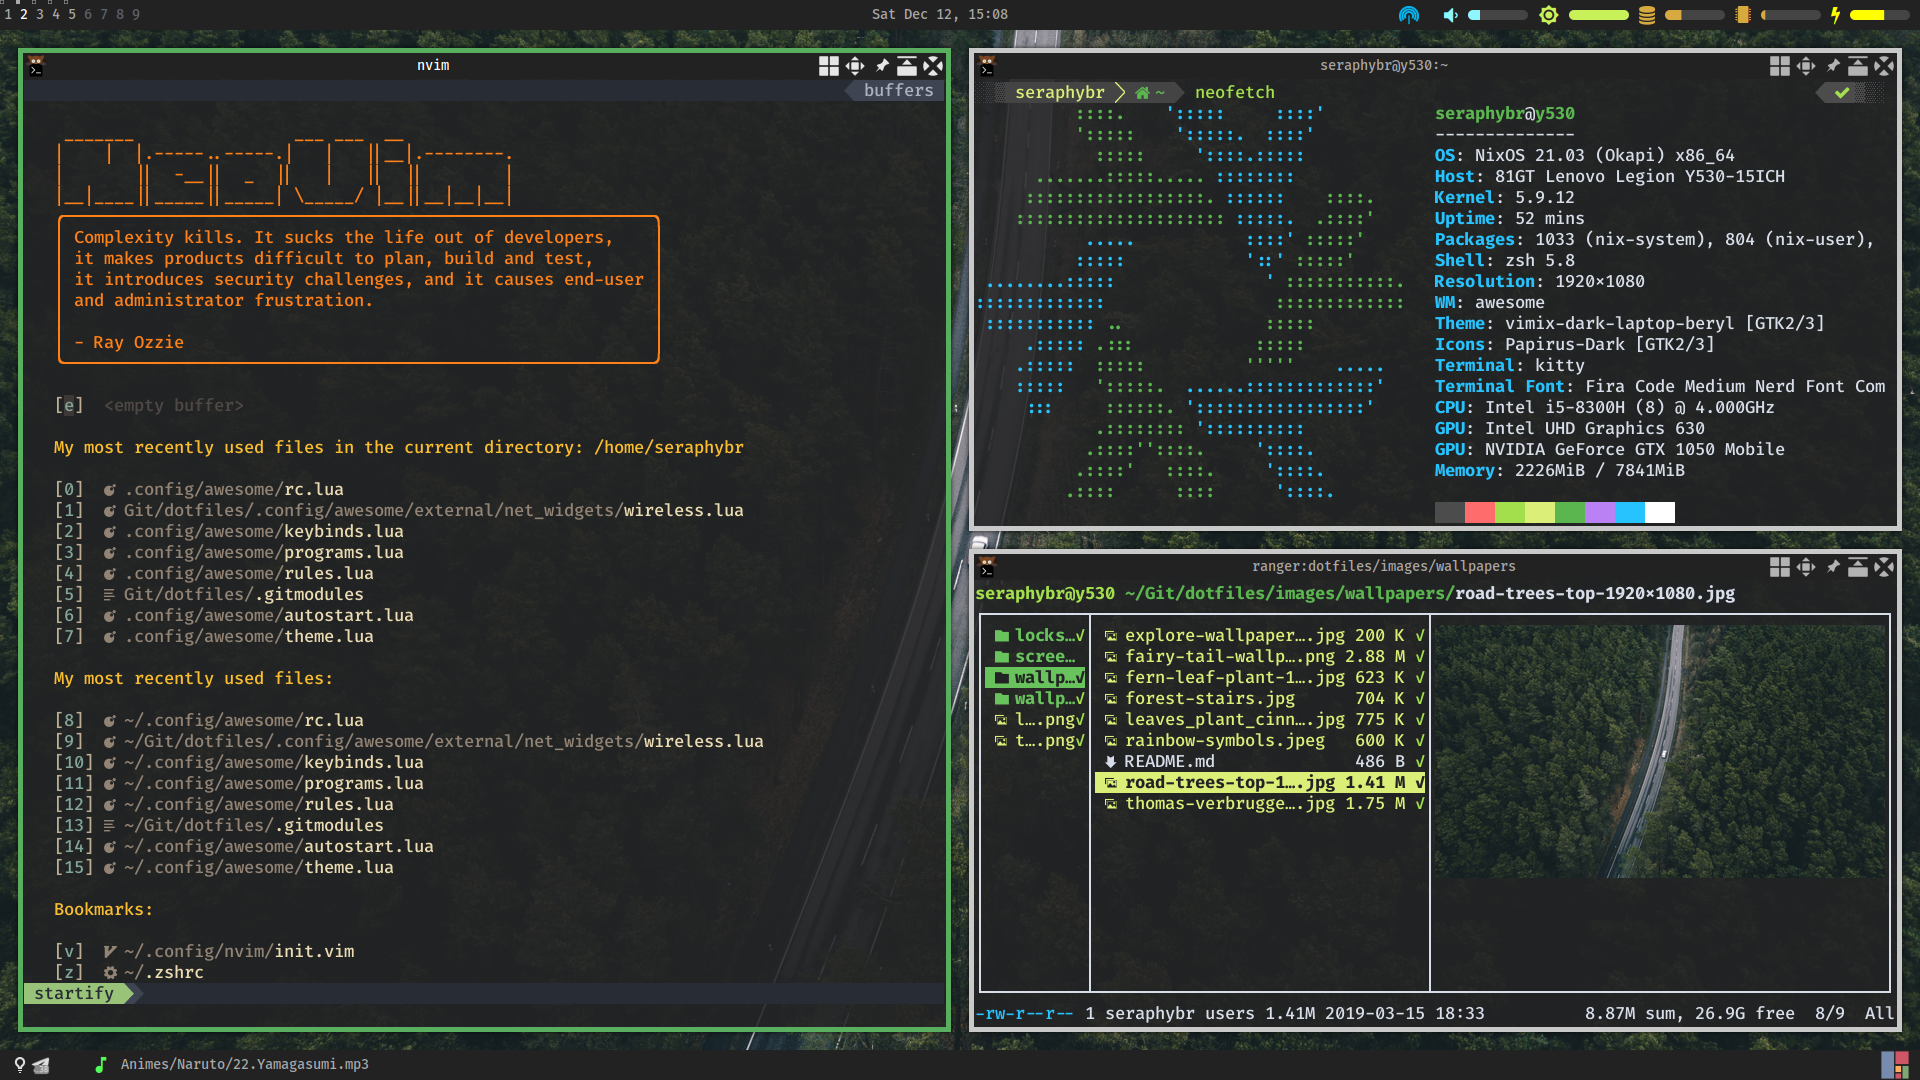 1 2 3 4 5 6 7 8 9
Sat Dec 12, 15:08
nvim
buffers
Complexity kills. It sucks the life out of developers,
it makes products difficult to plan, build and test,
it introduces security challenges, and it causes end-user
and administrator frustration.
- Ray Ozzie
[e] <empty buffer>
My most recently used files in the current directory: /home/seraphybr
[0] .config/awesome/rc.lua
[1] Git/dotfiles/.config/awesome/external/net_widgets/wireless.lua
[2] .config/awesome/keybinds.lua
[3] .config/awesome/programs.lua
[4] .config/awesome/rules.lua
[5] Git/dotfiles/.gitmodules
[6] .config/awesome/autostart.lua
[7] .config/awesome/theme.lua
My most recently used files:
[8] ~/.config/awesome/rc.lua
[9] ~/Git/dotfiles/.config/awesome/external/net_widgets/wireless.lua
[10] ~/.config/awesome/keybinds.lua
[11] ~/.config/awesome/programs.lua
[12] ~/.config/awesome/rules.lua
[13] ~/Git/dotfiles/.gitmodules
[14] ~/.config/awesome/autostart.lua
[15] ~/.config/awesome/theme.lua
Bookmarks:
[v] ~/.config/nvim/init.vim
[z] ~/.zshrc
startify
seraphybr@y530:~
seraphybr ~ neofetch
seraphybr@y530
--------------
OS: NixOS 21.03 (Okapi) x86_64
Host: 81GT Lenovo Legion Y530-15ICH
Kernel: 5.9.12
Uptime: 52 mins
Packages: 1033 (nix-system), 804 (nix-user),
Shell: zsh 5.8
Resolution: 1920×1080
WM: awesome
Theme: vimix-dark-laptop-beryl [GTK2/3]
Icons: Papirus-Dark [GTK2/3]
Terminal: kitty
Terminal Font: Fira Code Medium Nerd Font Com
CPU: Intel i5-8300H (8) @ 4.000GHz
GPU: Intel UHD Graphics 630
GPU: NVIDIA GeForce GTX 1050 Mobile
Memory: 2226MiB / 7841MiB
ranger:dotfiles/images/wallpapers
seraphybr@y530 ~/Git/dotfiles/images/wallpapers/road-trees-top-1920×1080.jpg
locks…✓
scree…
wallp…✓
wallp…✓
l….png✓
t….png✓
explore-wallpaper….jpg 200 K ✓
fairy-tail-wallp….png 2.88 M ✓
fern-leaf-plant-1….jpg 623 K ✓
forest-stairs.jpg 704 K ✓
leaves_plant_cinn….jpg 775 K ✓
rainbow-symbols.jpeg 600 K ✓
README.md 486 B ✓
road-trees-top-1….jpg 1.41 M ✓
thomas-verbrugge….jpg 1.75 M ✓
-rw-r--r-- 1 seraphybr users 1.41M 2019-03-15 18:33 8.87M sum, 26.9G free 8/9 All
Animes/Naruto/22.Yamagasumi.mp3